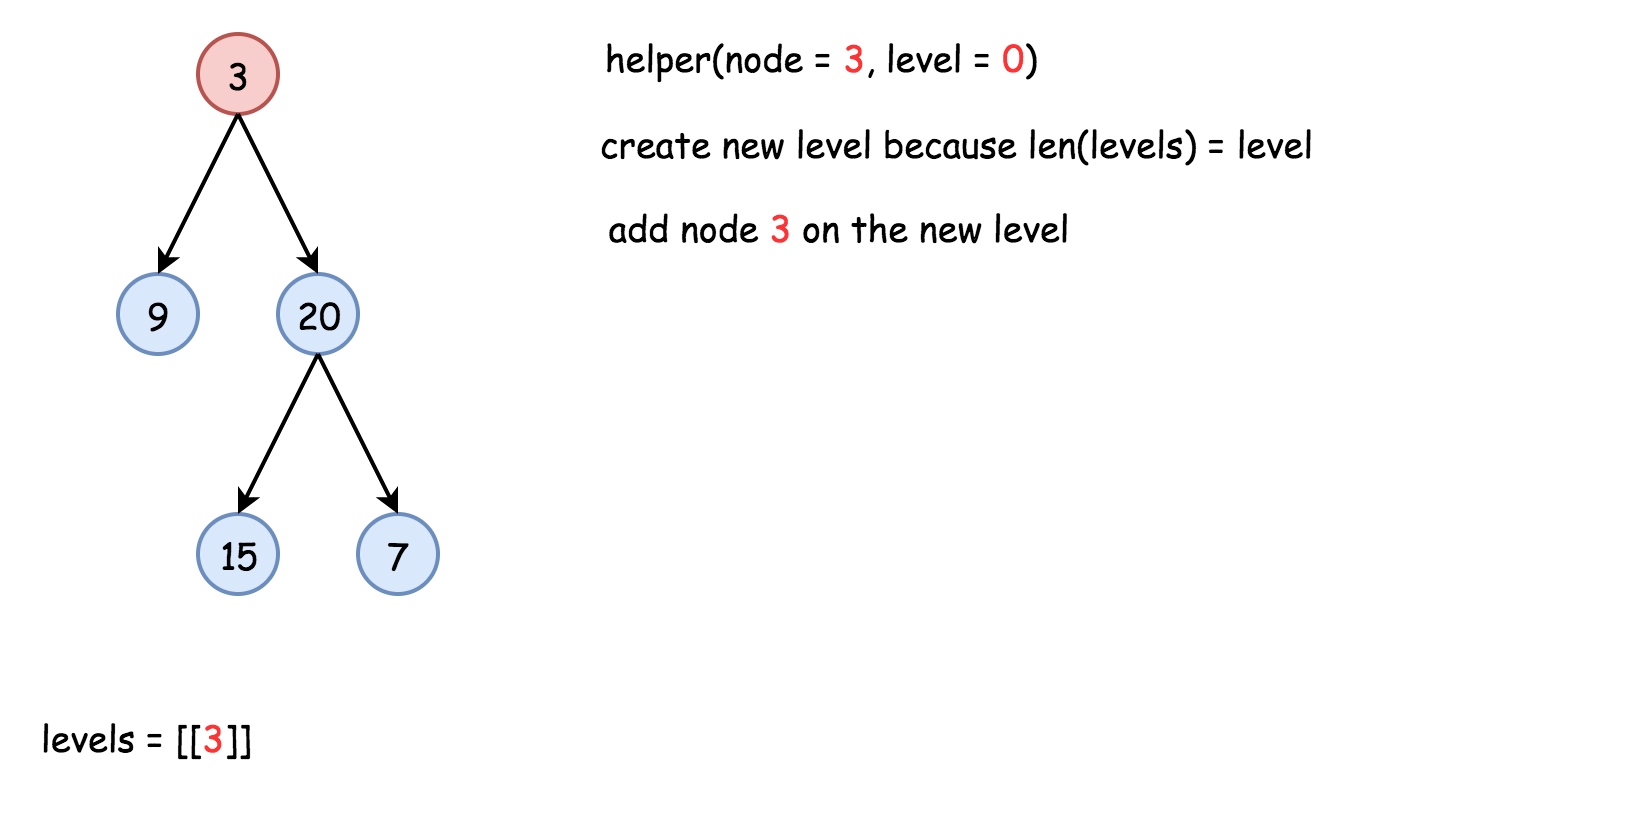 3
helper(node = 3, level = 0)
create new level because len(levels) = level
add node 3 on the new level
9
20
15
7
levels = [[3]]